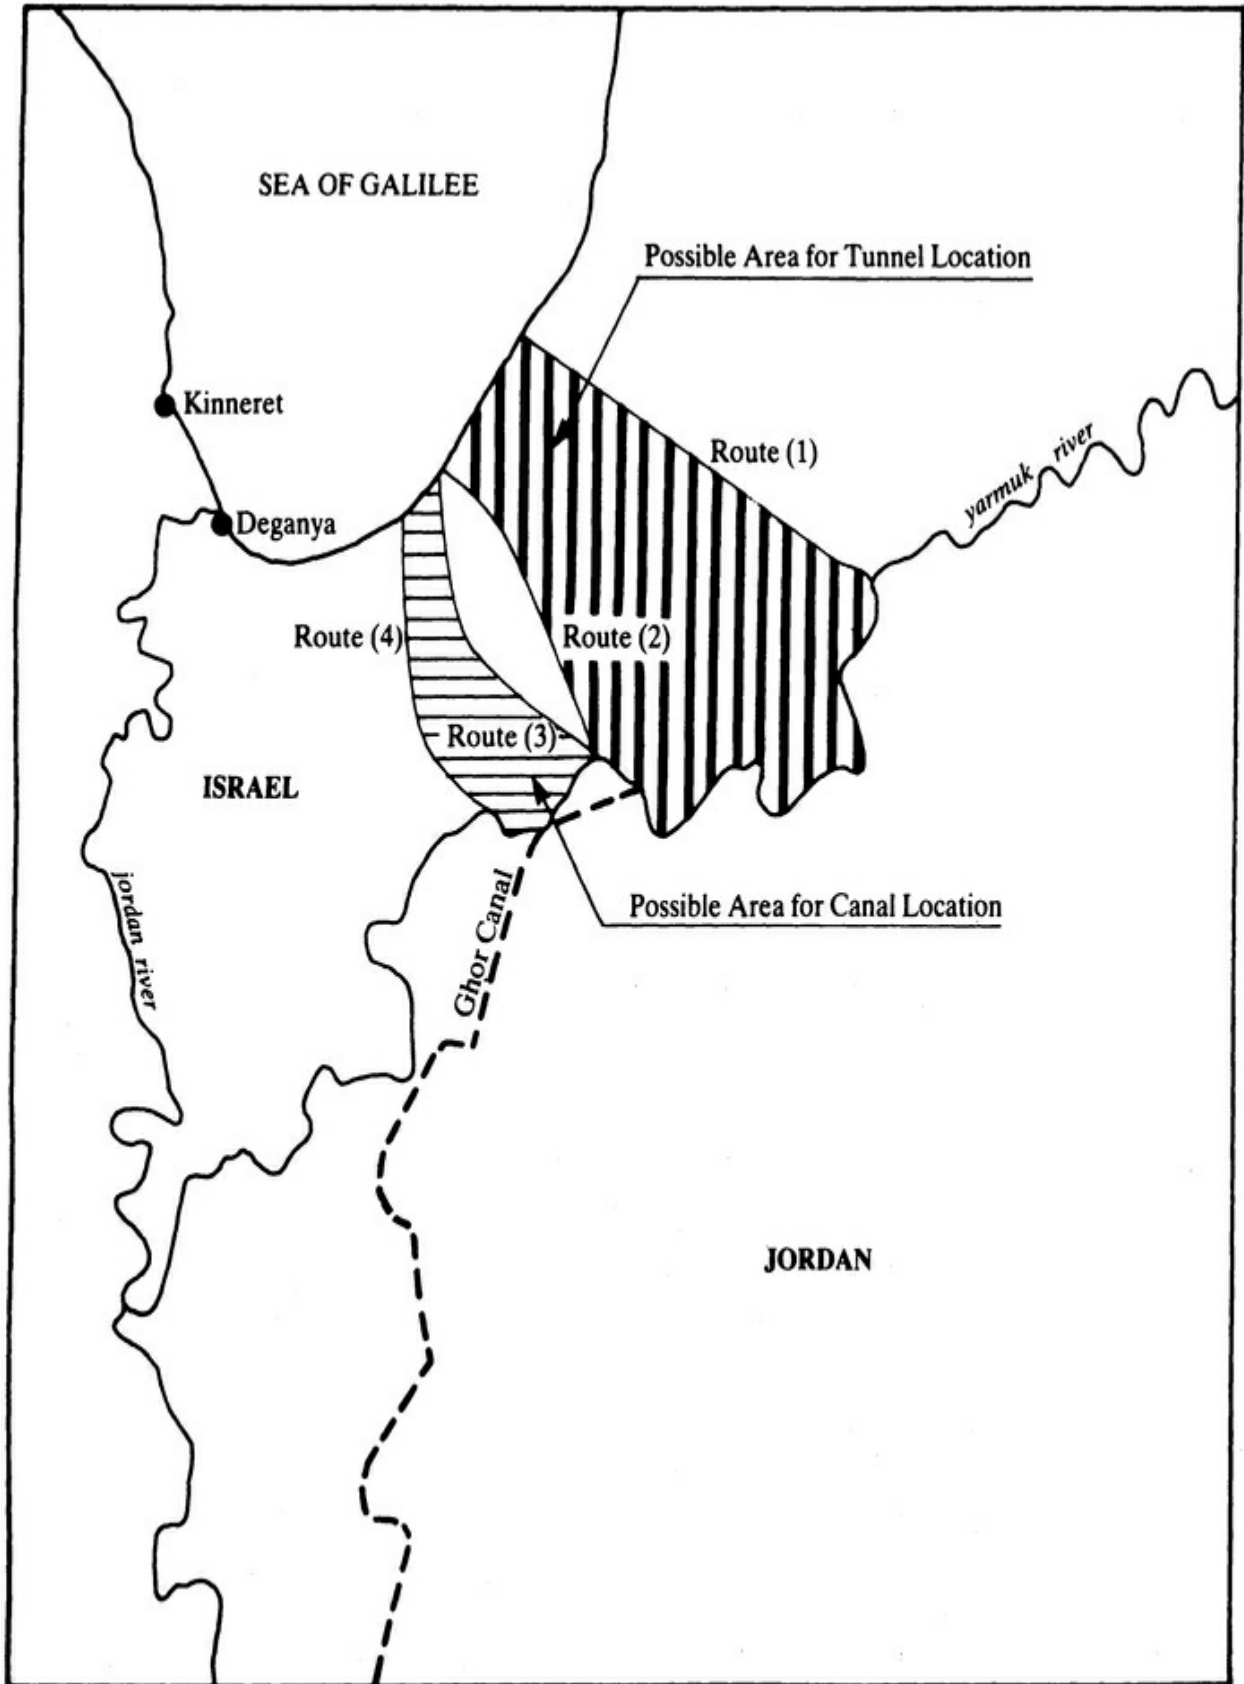 SEA OF GALILEE
Possible Area for Tunnel Location
Kinneret
Route (1)
yarmuk river
Deganya
Route (4)
Route (2)
Route (3)
ISRAEL
jordan river
Ghor Canal
Possible Area for Canal Location
JORDAN